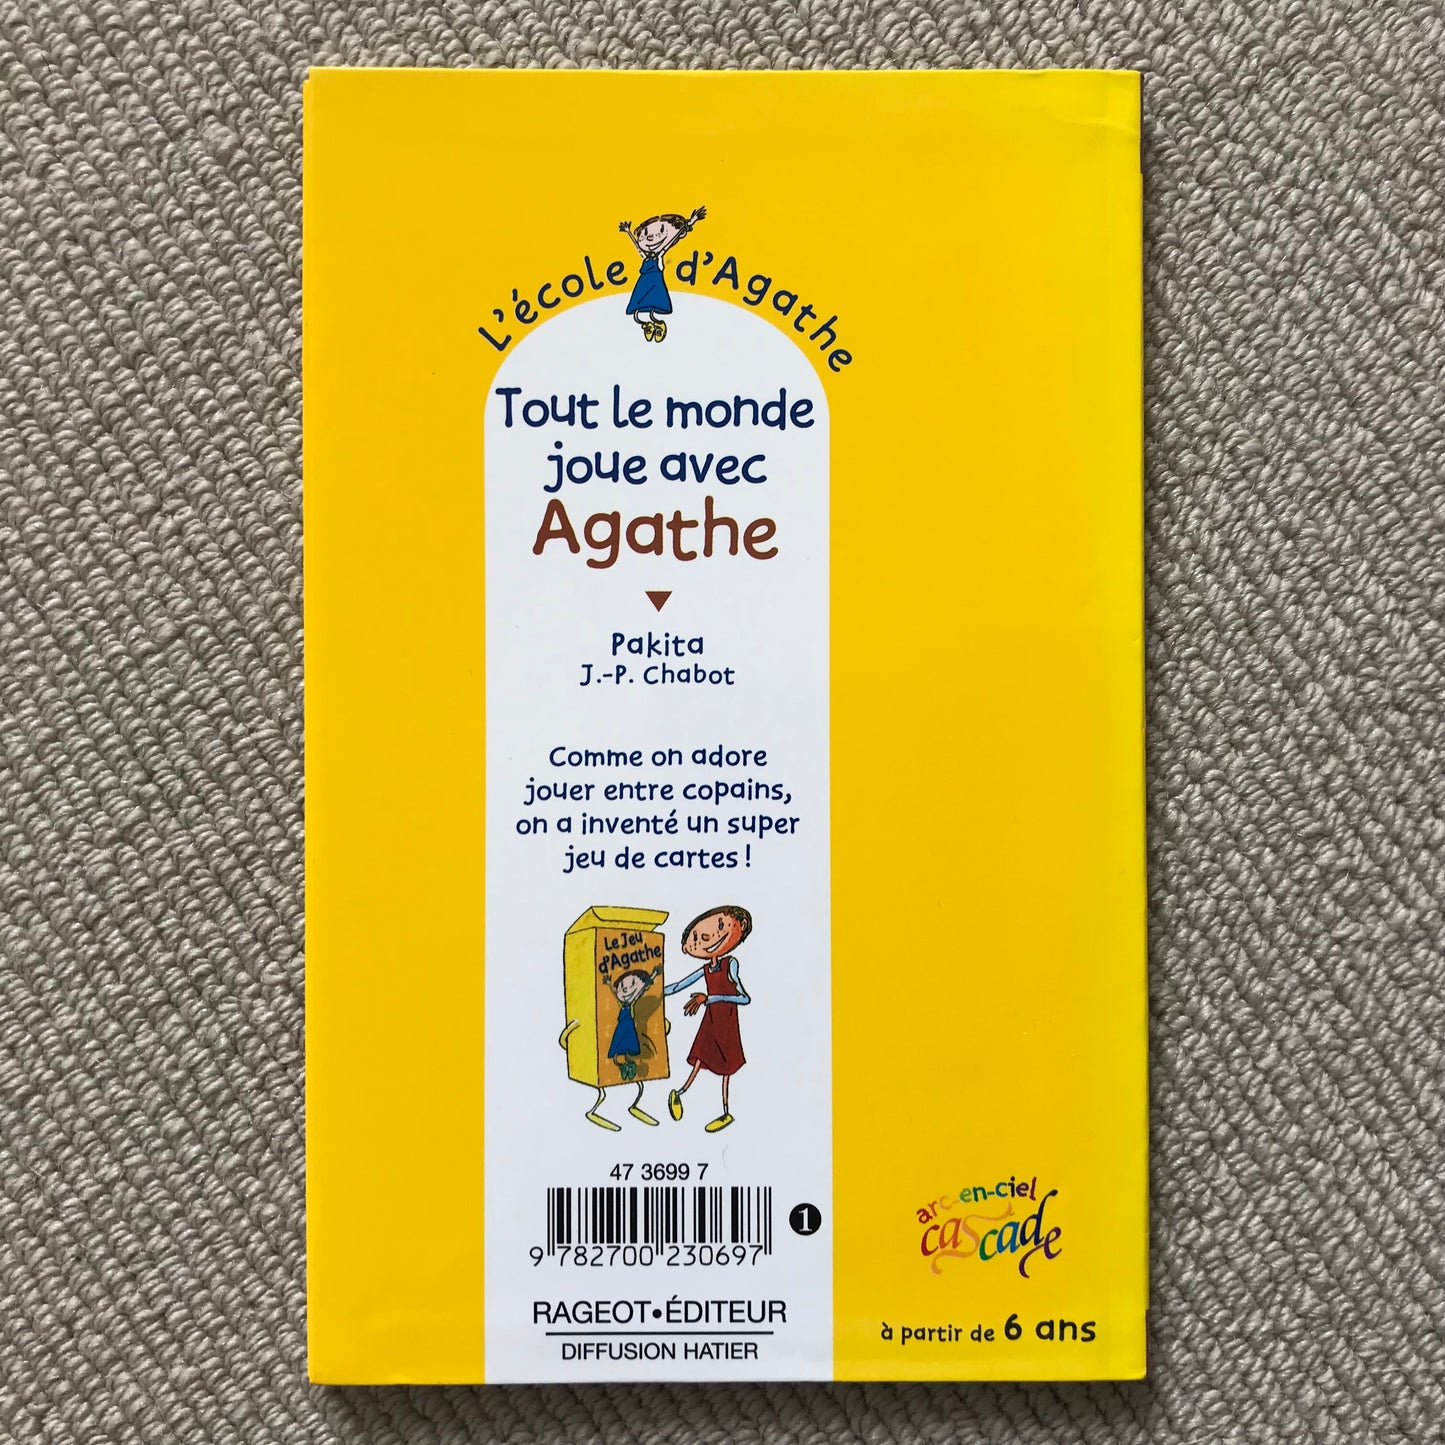 L'école d'Agathe
Tout le monde
joue avec
Agathe
Pakita
J.-P. Chabot
Comme on adore
jouer entre copains,
on a inventé un super
jeu de cartes !
Le Jeu
d'Agathe
47 3699 7
9 782700 230697
1
RAGEOT•ÉDITEUR
DIFFUSION HATIER
arc-en-ciel
cascade
à partir de 6 ans